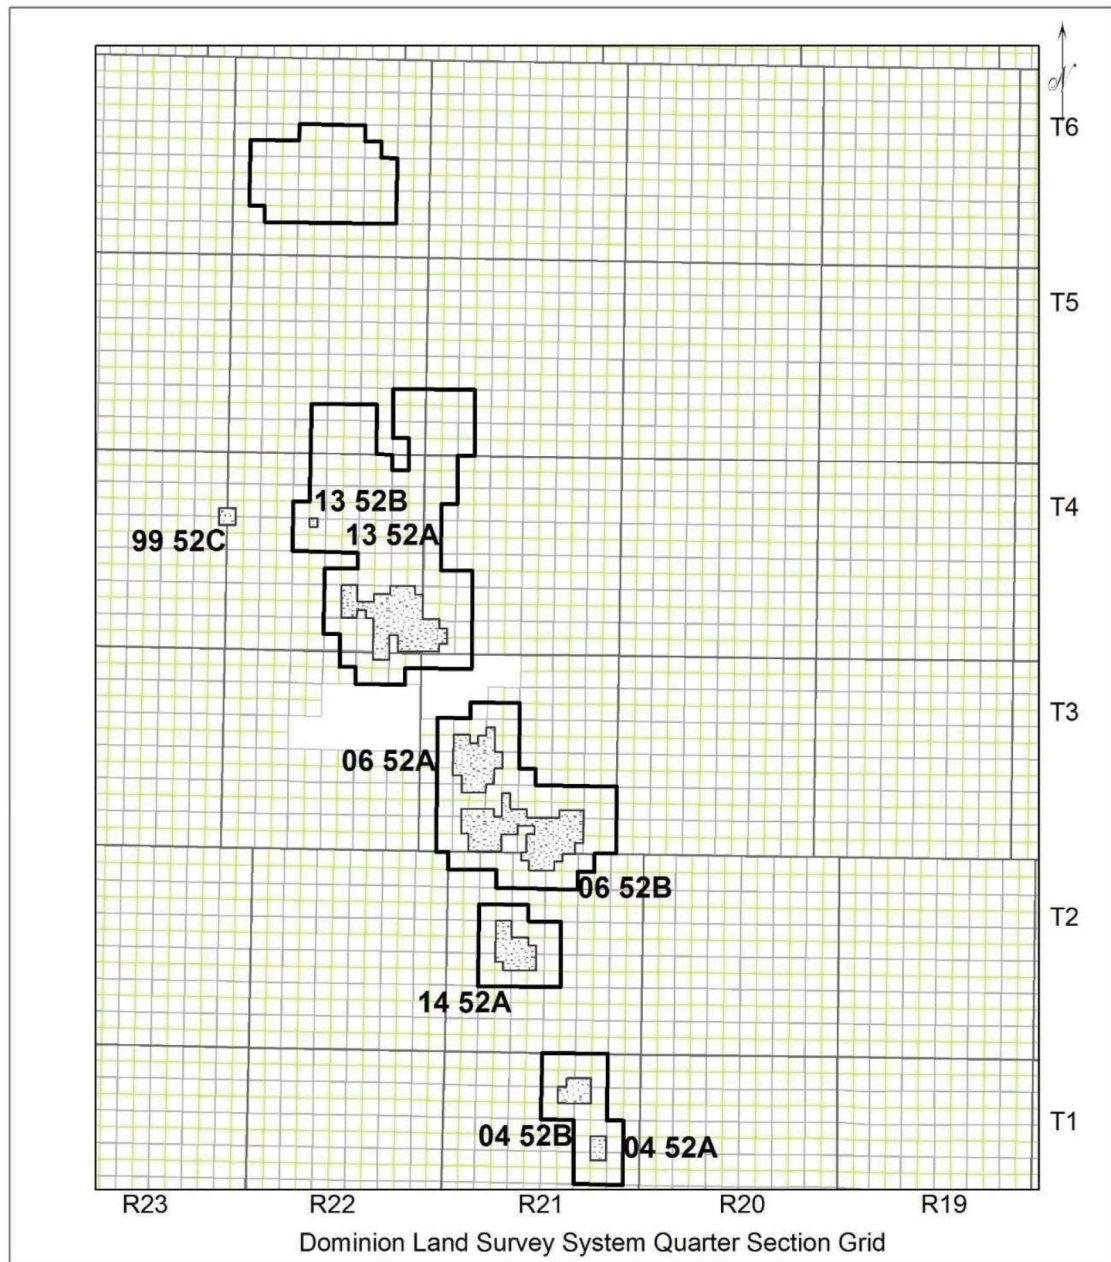 N
T6
T5
13 52B
T4
99 52C
13 52A
T3
06 52A
06 52B
T2
14 52A
T1
04 52B
04 52A
R23 R22 R21 R20 R19
Dominion Land Survey System Quarter Section Grid